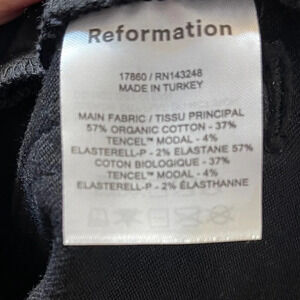 Reformation
17860 / RN143248
MADE IN TURKEY
MAIN FABRIC / TISSU PRINCIPAL
57% ORGANIC COTTON - 37%
TENCEL™ MODAL - 4%
ELASTERELL-P - 2% ELASTANE 57%
COTON BIOLOGIQUE - 37%
TENCEL™ MODAL - 4%
ELASTERELL-P - 2% ÉLASTHANNE